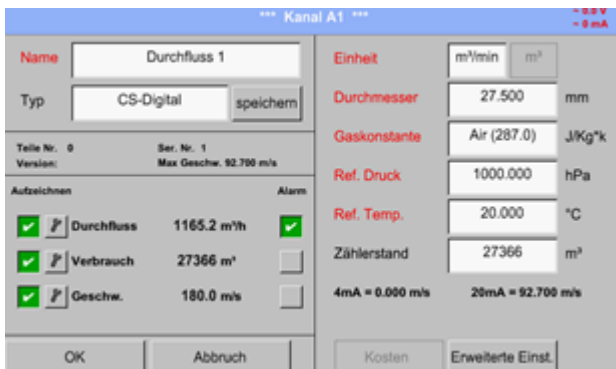 *** Kanal A1 ***
~ 0.0 V
~ 0 mA
Name
Durchfluss 1
Typ
CS-Digital
speichern
Teile Nr. 0
Ser. Nr. 1
Version:
Max Geschw. 92.700 m/s
Aufzeichnen
Alarm
Durchfluss 1165.2 m³/h
Verbrauch 27366 m³
Geschw. 180.0 m/s
OK
Abbruch
Einheit
m³/min
m³
Durchmesser
27.500
mm
Gaskonstante
Air (287.0)
J/Kg*k
Ref. Druck
1000.000
hPa
Ref. Temp.
20.000
°C
Zählerstand
27366
m³
4mA = 0.000 m/s
20mA = 92.700 m/s
Kosten
Erweiterte Einst.